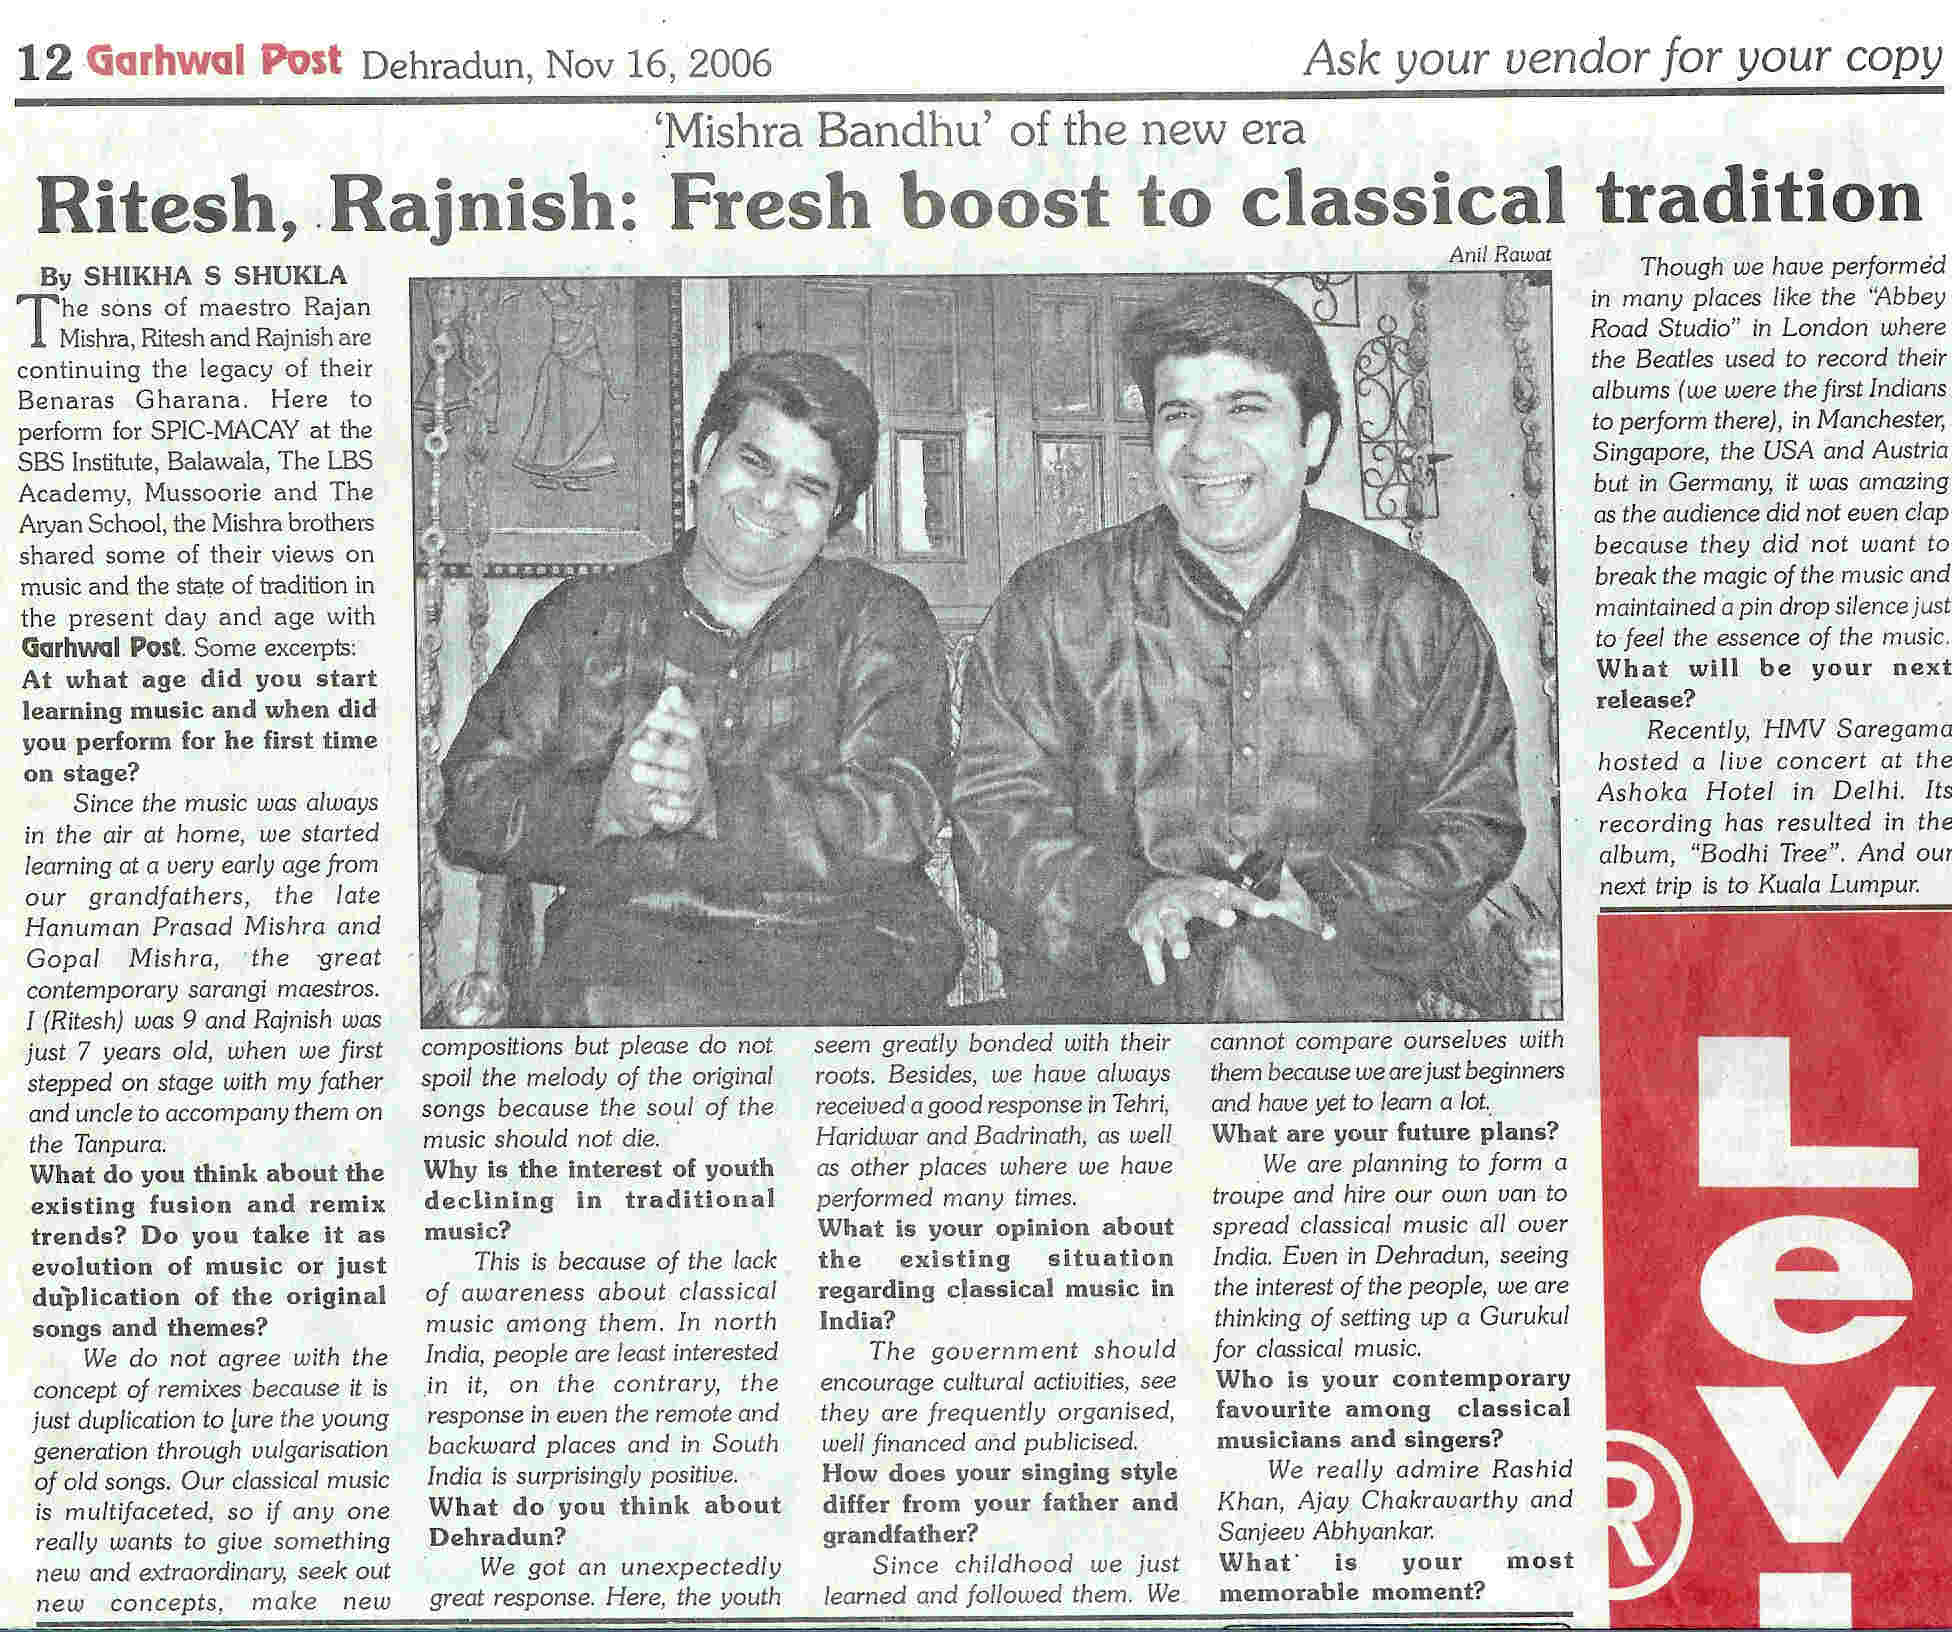 12 Garhwal Post Dehradun, Nov 16, 2006
Ask your vendor for your copy
'Mishra Bandhu' of the new era
Ritesh, Rajnish: Fresh boost to classical tradition
Anil Rawat
By SHIKHA S SHUKLA
The sons of maestro Rajan
Mishra, Ritesh and Rajnish are
continuing the legacy of their
Benaras Gharana. Here to
perform for SPIC-MACAY at the
SBS Institute, Balawala, The LBS
Academy, Mussoorie and The
Aryan School, the Mishra brothers
shared some of their views on
music and the state of tradition in
the present day and age with
Garhwal Post. Some excerpts:
At what age did you start
learning music and when did
you perform for he first time
on stage?
Since the music was always
in the air at home, we started
learning at a very early age from
our grandfathers, the late
Hanuman Prasad Mishra and
Gopal Mishra, the great
contemporary sarangi maestros.
I (Ritesh) was 9 and Rajnish was
just 7 years old, when we first
stepped on stage with my father
and uncle to accompany them on
the Tanpura.
What do you think about the
existing fusion and remix
trends? Do you take it as
evolution of music or just
duplication of the original
songs and themes?
We do not agree with the
concept of remixes because it is
just duplication to lure the young
generation through vulgarisation
of old songs. Our classical music
is multifaceted, so if any one
really wants to give something
new and extraordinary, seek out
new concepts, make new
compositions but please do not
spoil the melody of the original
songs because the soul of the
music should not die.
Why is the interest of youth
declining in traditional
music?
This is because of the lack
of awareness about classical
music among them. In north
India, people are least interested
in it, on the contrary, the
response in even the remote and
backward places and in South
India is surprisingly positive.
What do you think about
Dehradun?
We got an unexpectedly
great response. Here, the youth
seem greatly bonded with their
roots. Besides, we have always
received a good response in Tehri,
Haridwar and Badrinath, as well
as other places where we have
performed many times.
What is your opinion about
the existing situation
regarding classical music in
India?
The government should
encourage cultural activities, see
they are frequently organised,
well financed and publicised.
How does your singing style
differ from your father and
grandfather?
Since childhood we just
learned and followed them. We
cannot compare ourselves with
them because we are just beginners
and have yet to learn a lot.
What are your future plans?
We are planning to form a
troupe and hire our own van to
spread classical music all over
India. Even in Dehradun, seeing
the interest of the people, we are
thinking of setting up a Gurukul
for classical music.
Who is your contemporary
favourite among classical
musicians and singers?
We really admire Rashid
Khan, Ajay Chakravarthy and
Sanjeev Abhyankar.
What is your most
memorable moment?
Though we have performed
in many places like the "Abbey
Road Studio" in London where
the Beatles used to record their
albums (we were the first Indians
to perform there), in Manchester,
Singapore, the USA and Austria
but in Germany, it was amazing
as the audience did not even clap
because they did not want to
break the magic of the music and
maintained a pin drop silence just
to feel the essence of the music.
What will be your next
release?
Recently, HMV Saregama
hosted a live concert at the
Ashoka Hotel in Delhi. Its
recording has resulted in the
album, "Bodhi Tree". And our
next trip is to Kuala Lumpur.
Lev
®